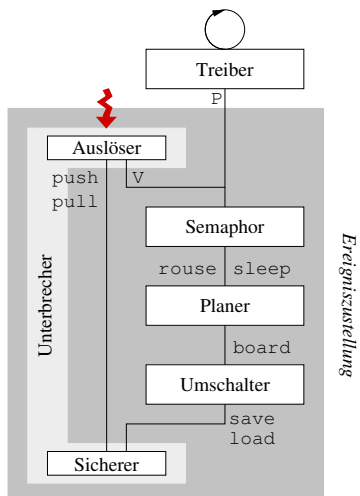 Treiber
P
Auslöser
push V
pull
Semaphor
rouse sleep
Planer
board
Umschalter
save
load
Sicherer
Unterbrecher
Ereigniszustellung